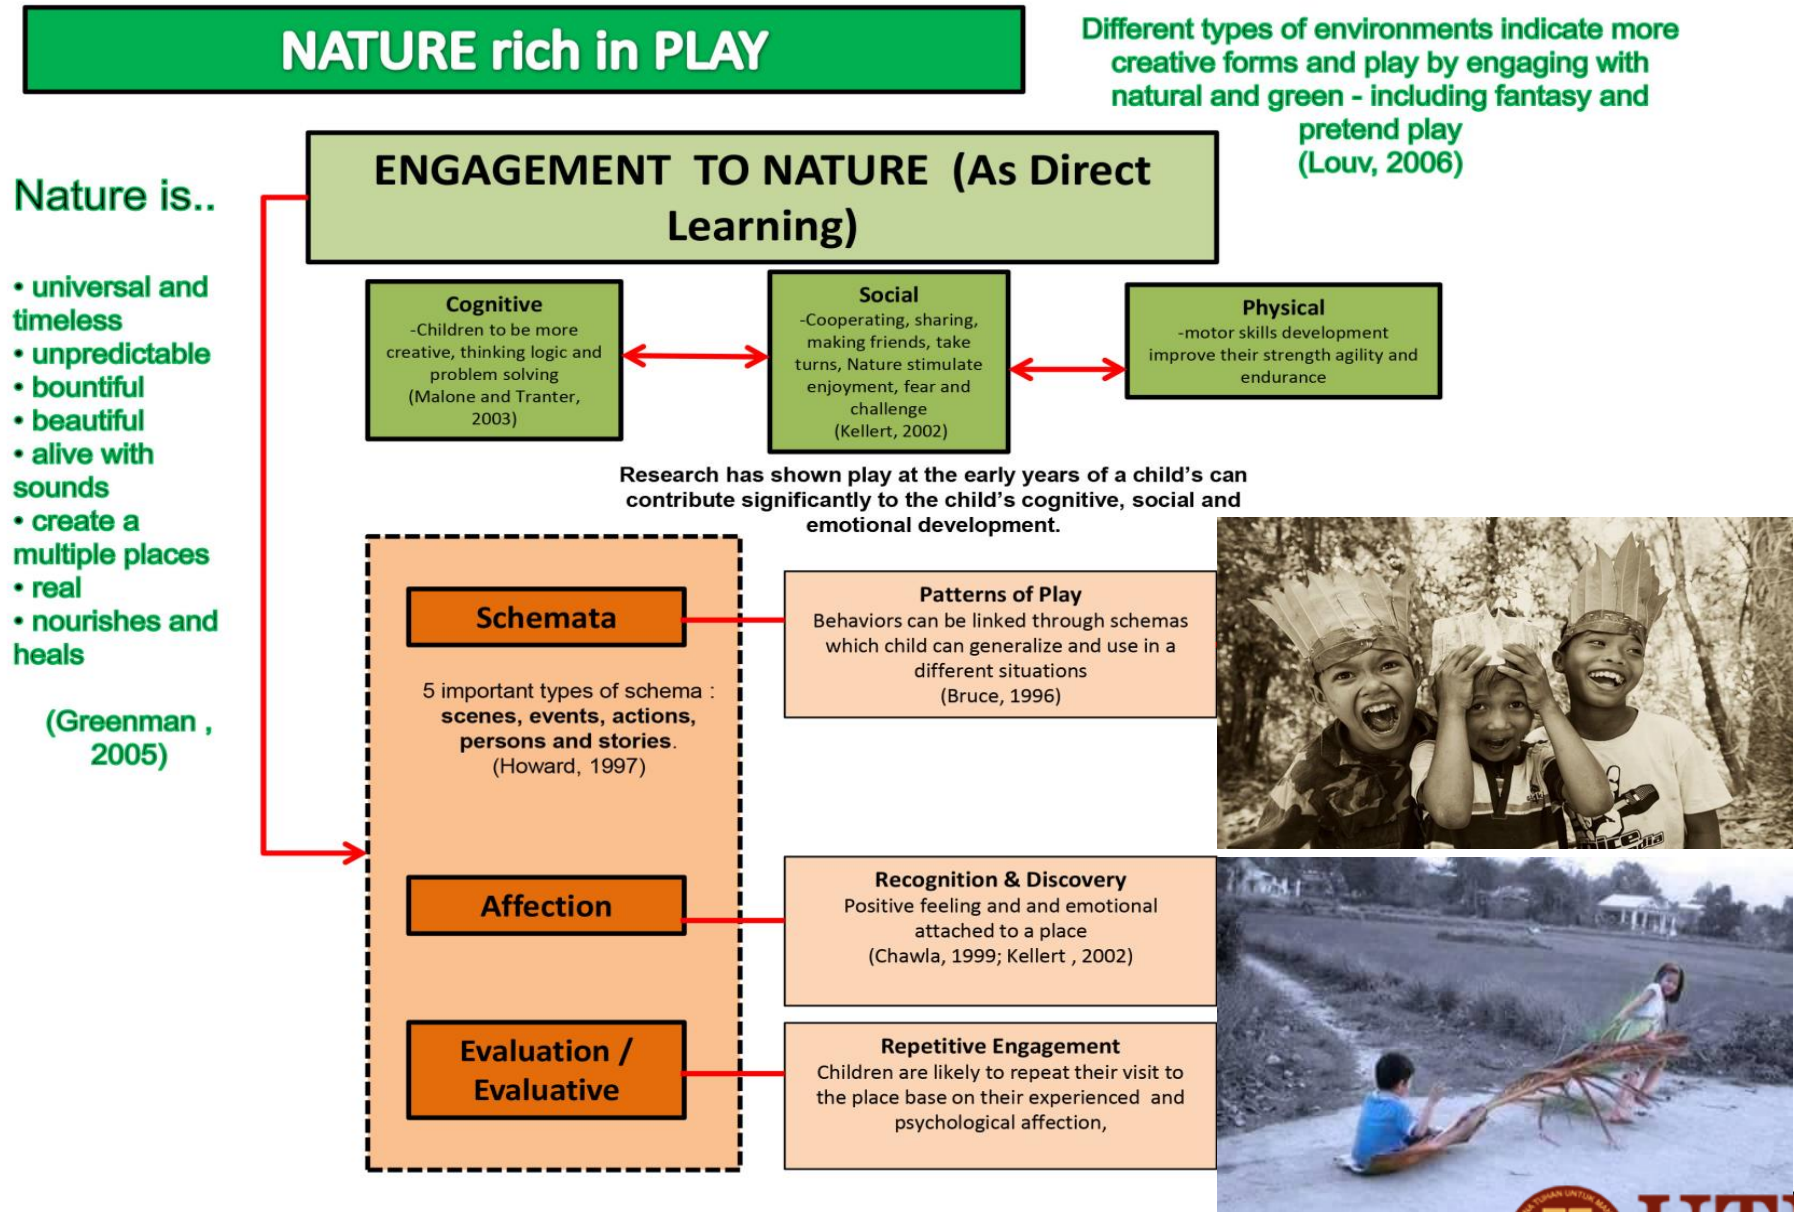 NATURE rich in PLAY
Different types of environments indicate more
creative forms and play by engaging with
natural and green - including fantasy and
pretend play
(Louv, 2006)
Nature is..
• universal and
timeless
• unpredictable
• bountiful
• beautiful
• alive with
sounds
• create a
multiple places
• real
• nourishes and
heals
(Greenman ,
2005)
ENGAGEMENT TO NATURE (As Direct
Learning)
Cognitive
-Children to be more
creative, thinking logic and
problem solving
(Malone and Tranter,
2003)
Social
-Cooperating, sharing,
making friends, take
turns, Nature stimulate
enjoyment, fear and
challenge
(Kellert, 2002)
Physical
-motor skills development
improve their strength agility and
endurance
Research has shown play at the early years of a child’s can
contribute significantly to the child’s cognitive, social and
emotional development.
Schemata
5 important types of schema :
scenes, events, actions,
persons and stories.
(Howard, 1997)
Patterns of Play
Behaviors can be linked through schemas
which child can generalize and use in a
different situations
(Bruce, 1996)
Affection
Recognition & Discovery
Positive feeling and and emotional
attached to a place
(Chawla, 1999; Kellert , 2002)
Evaluation /
Evaluative
Repetitive Engagement
Children are likely to repeat their visit to
the place base on their experienced and
psychological affection,